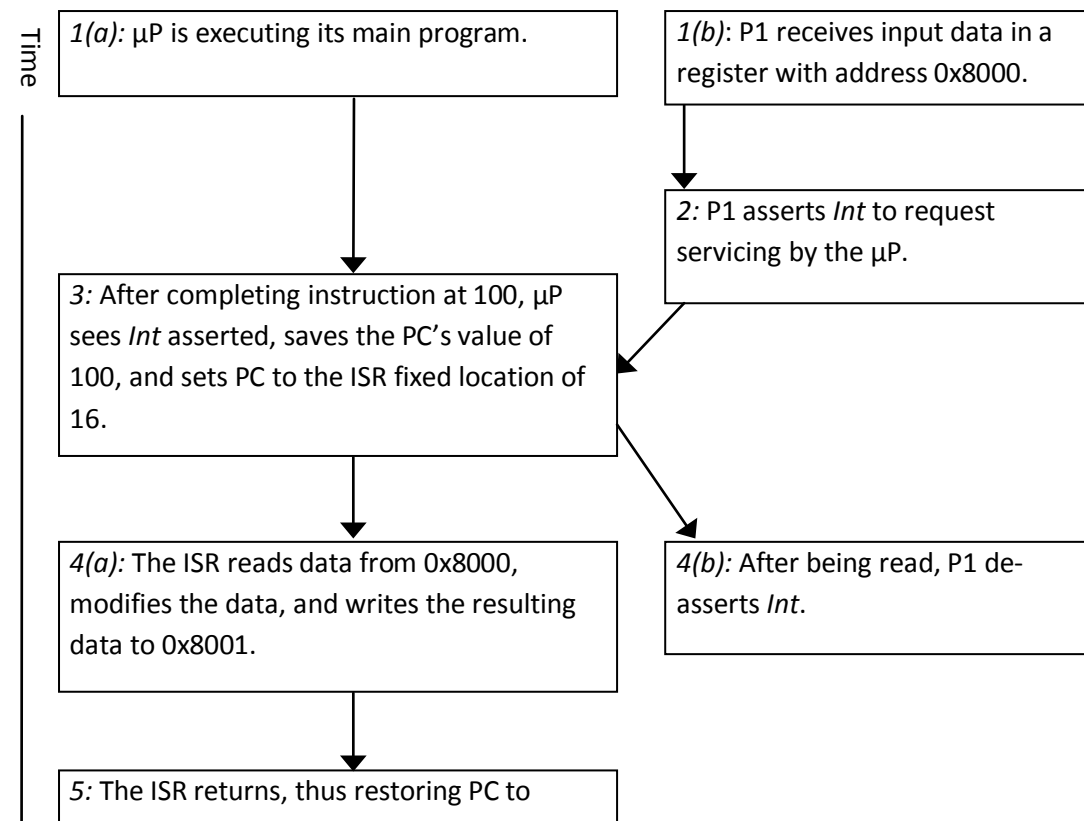 Time
1(a): μP is executing its main program.
1(b): P1 receives input data in a
register with address 0x8000.
2: P1 asserts Int to request
servicing by the μP.
3: After completing instruction at 100, μP
sees Int asserted, saves the PC’s value of
100, and sets PC to the ISR fixed location of
16.
4(a): The ISR reads data from 0x8000,
modifies the data, and writes the resulting
data to 0x8001.
4(b): After being read, P1 de-
asserts Int.
5: The ISR returns, thus restoring PC to